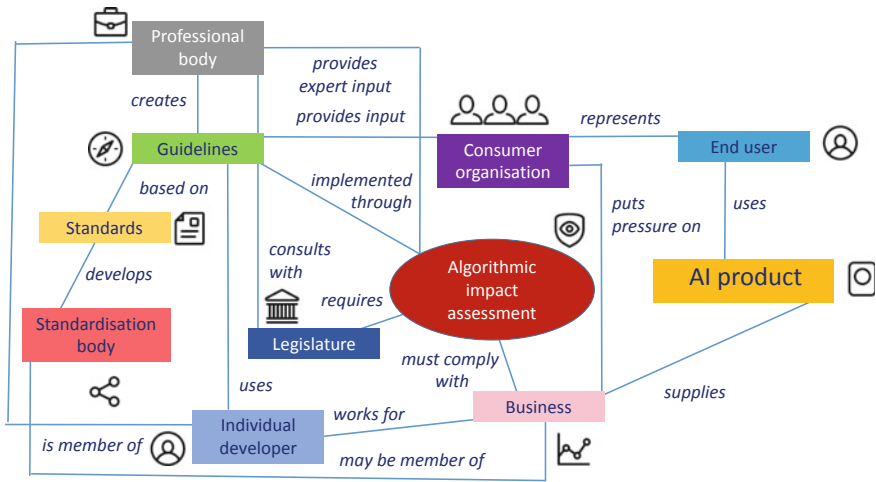 Professional
body
provides
expert input
creates
provides input
represents
Guidelines
Consumer
organisation
End user
based on
implemented
through
puts
pressure on
uses
Standards
consults
with
Algorithmic
impact
assessment
AI product
develops
requires
Standardisation
body
Legislature
must comply
with
uses
supplies
Business
works for
Individual
developer
is member of
may be member of